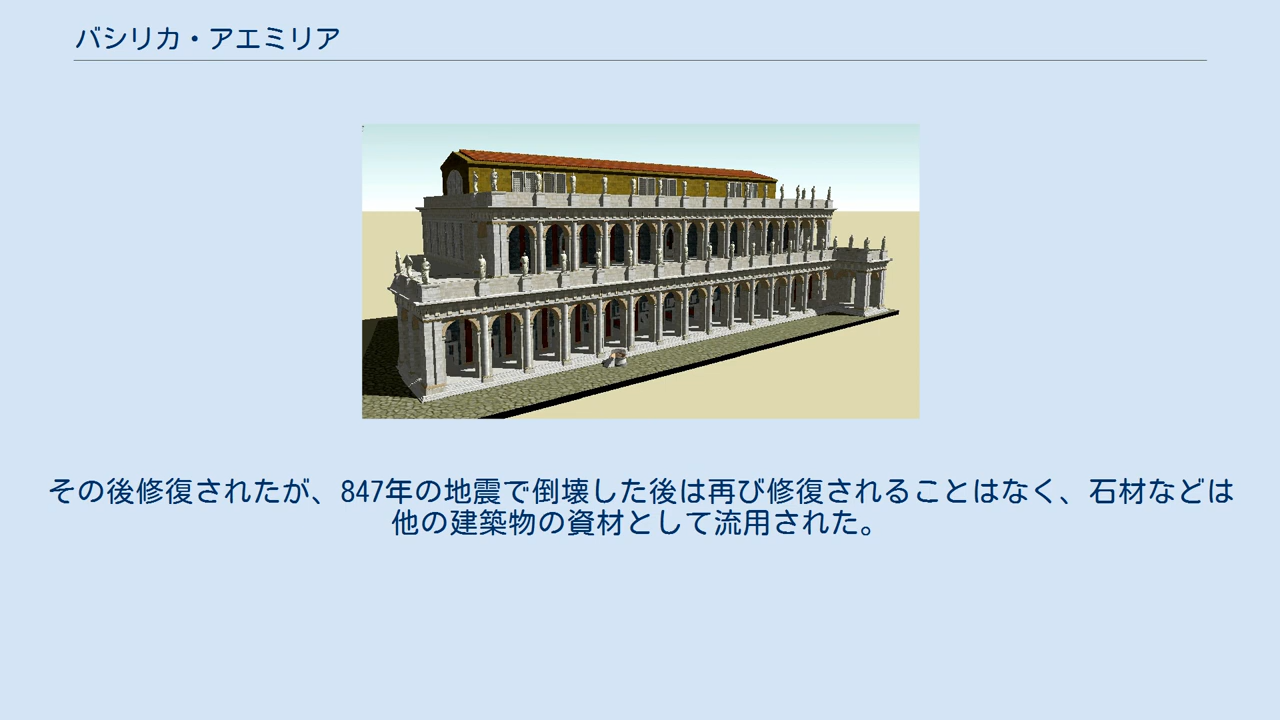 バシリカ・アエミリア
その後修復されたが、847年の地震で倒壊した後は再び修復されることはなく、石材などは
他の建築物の資材として流用された。